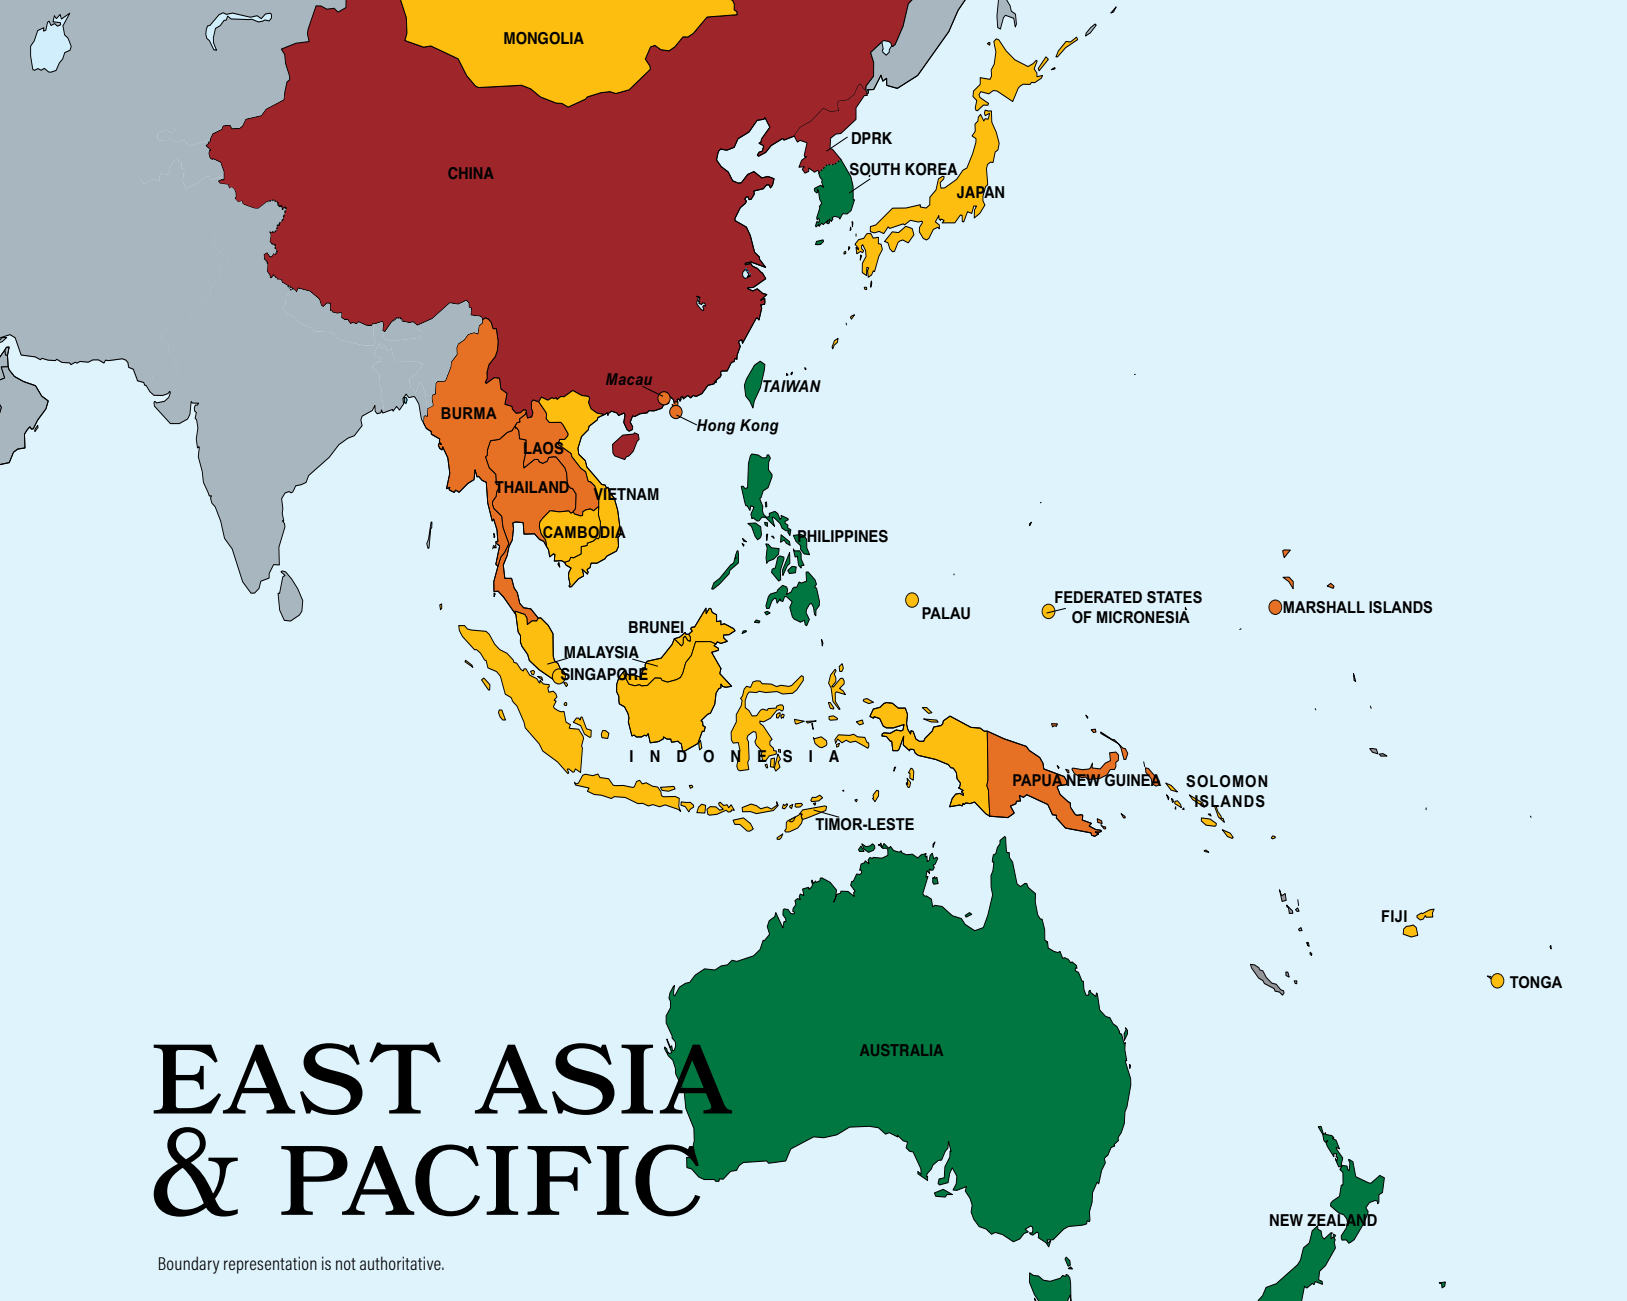 MONGOLIA
DPRK
SOUTH KOREA
CHINA
JAPAN
Macau
TAIWAN
BURMA
Hong Kong
LAOS
THAILAND
VIETNAM
CAMBODIA
PHILIPPINES
PALAU
FEDERATED STATES
OF MICRONESIA
MARSHALL ISLANDS
BRUNEI
MALAYSIA
SINGAPORE
INDONESIA
PAPUA NEW GUINEA
SOLOMON
ISLANDS
TIMOR-LESTE
FIJI
TONGA
AUSTRALIA
EAST ASIA
& PACIFIC
NEW ZEALAND
Boundary representation is not authoritative.